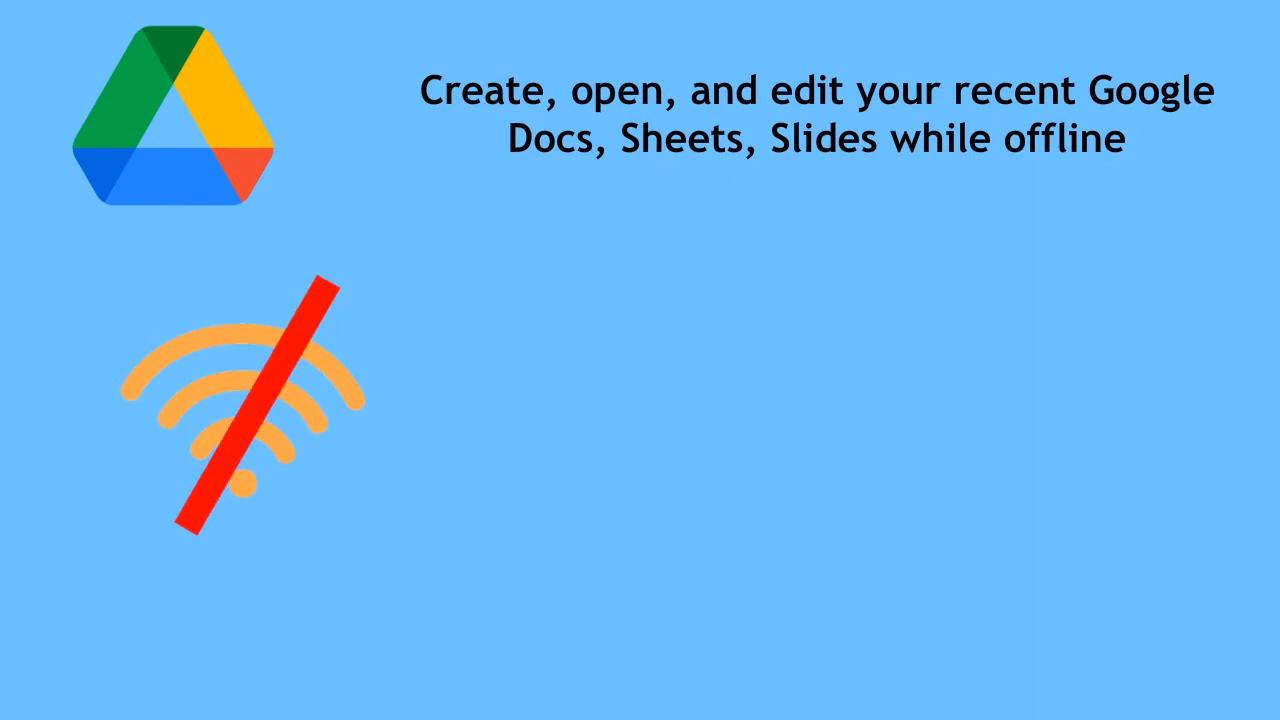 Create, open, and edit your recent Google
Docs, Sheets, Slides while offline